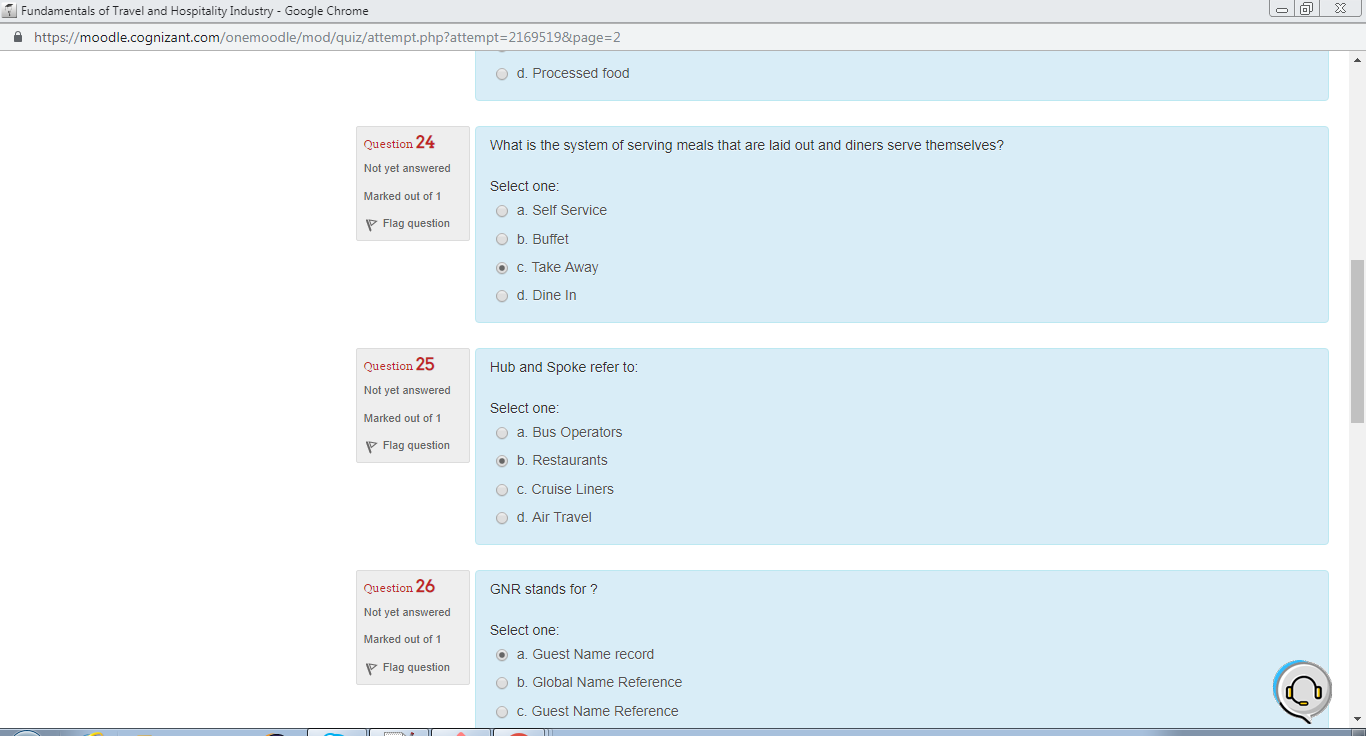 Fundamentals of Travel and Hospitality Industry - Google Chrome
https://moodle.cognizant.com/onemoodle/mod/quiz/attempt.php?attempt=2169519&page=2
d. Processed food
Question 24
Not yet answered
Marked out of 1
Flag question
What is the system of serving meals that are laid out and diners serve themselves?
Select one:
a. Self Service
b. Buffet
c. Take Away
d. Dine In
Question 25
Not yet answered
Marked out of 1
Flag question
Hub and Spoke refer to:
Select one:
a. Bus Operators
b. Restaurants
c. Cruise Liners
d. Air Travel
Question 26
Not yet answered
Marked out of 1
Flag question
GNR stands for ?
Select one:
a. Guest Name record
b. Global Name Reference
c. Guest Name Reference